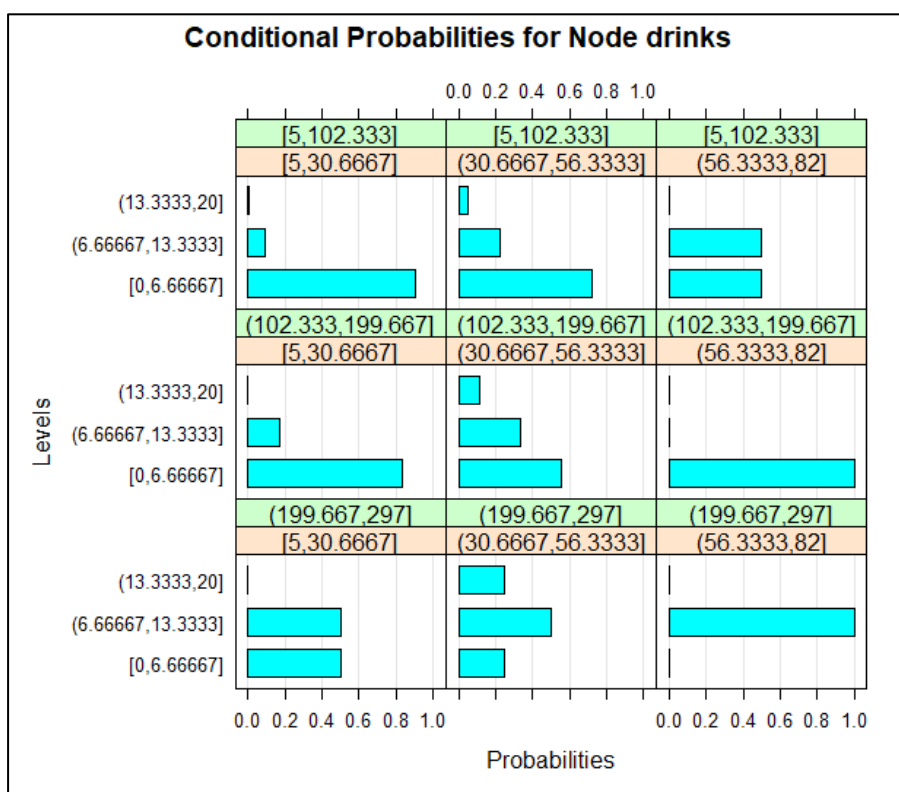 Conditional Probabilities for Node drinks
0.0 0.2 0.4 0.6 0.8 1.0
[5,102.333] [5,102.333] [5,102.333]
[5,30.6667] (30.6667,56.3333] (56.3333,82]
(13.3333,20]
(6.66667,13.3333]
[0,6.66667]
(102.333,199.667] (102.333,199.667] (102.333,199.667]
[5,30.6667] (30.6667,56.3333] (56.3333,82]
(13.3333,20]
(6.66667,13.3333]
[0,6.66667]
Levels
(199.667,297] (199.667,297] (199.667,297]
[5,30.6667] (30.6667,56.3333] (56.3333,82]
(13.3333,20]
(6.66667,13.3333]
[0,6.66667]
0.0 0.2 0.4 0.6 0.8 1.0 0.0 0.2 0.4 0.6 0.8 1.0
Probabilities